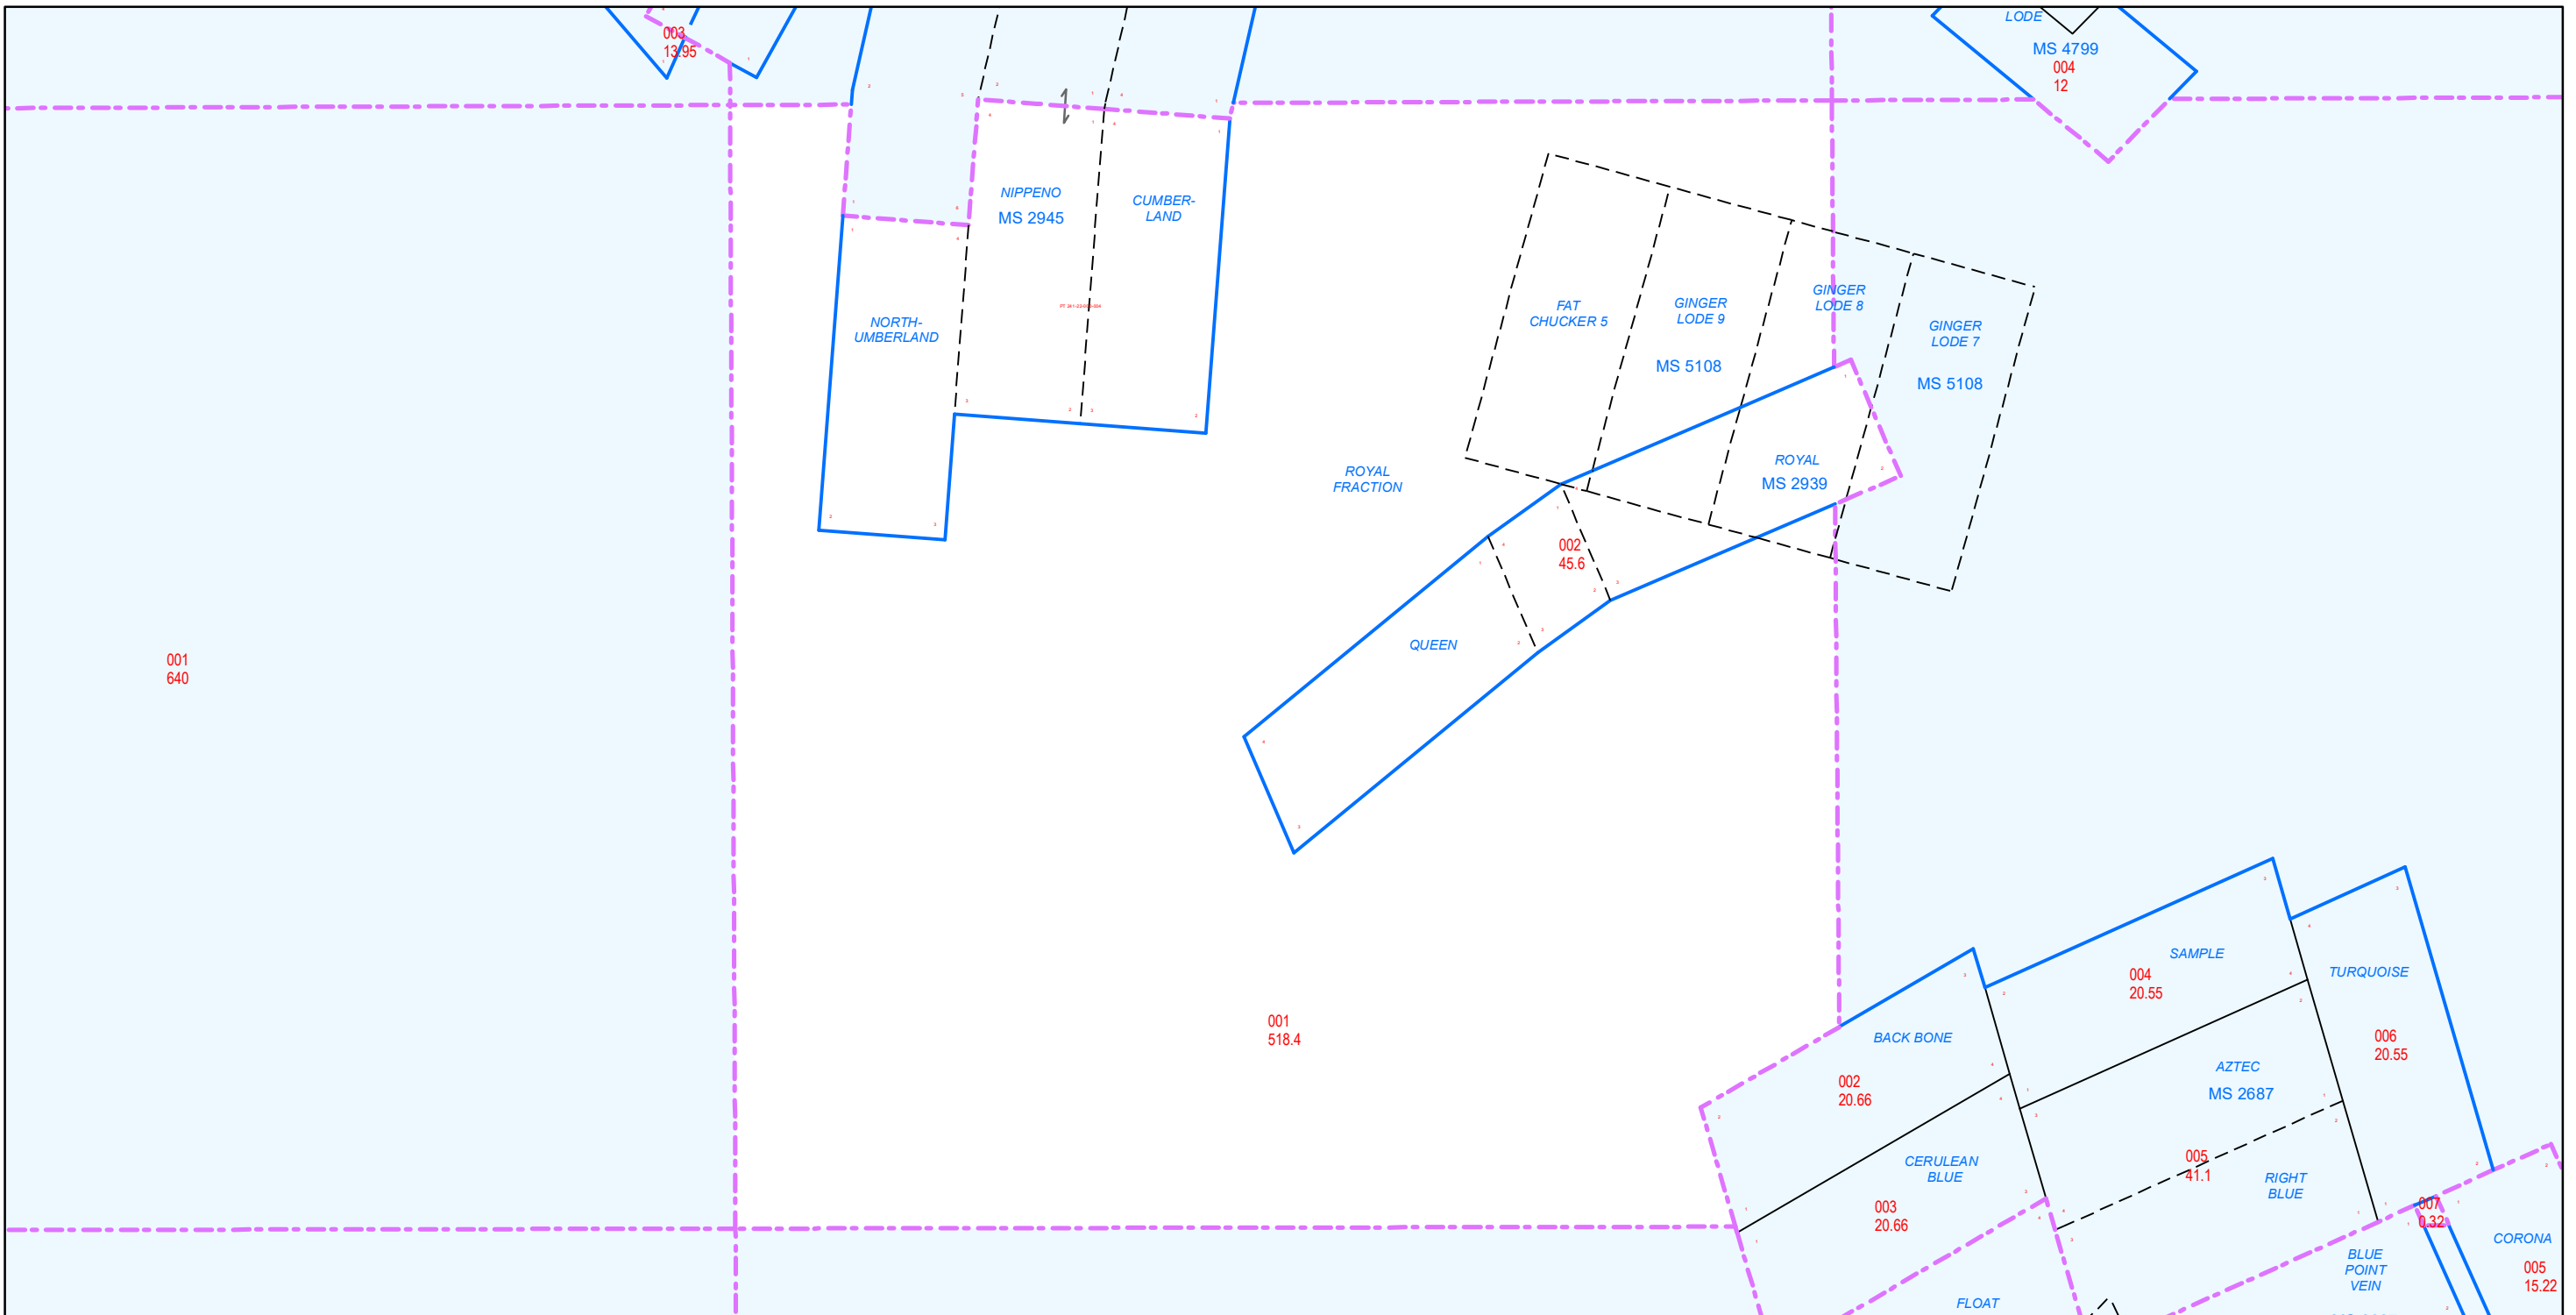 003
13.95
LODE
MS 4799
004
12
NIPPENO
MS 2945
CUMBER-
LAND
NORTH-
UMBERLAND
FAT
CHUCKER 5
GINGER
LODE 9
MS 5108
GINGER
LODE 8
GINGER
LODE 7
MS 5108
ROYAL
FRACTION
ROYAL
MS 2939
002
45.6
QUEEN
001
640
001
518.4
SAMPLE
004
20.55
TURQUOISE
BACK BONE
006
20.55
AZTEC
MS 2687
002
20.66
CERULEAN
BLUE
005
41.1
RIGHT
BLUE
003
20.66
007
0.32
CORONA
BLUE
POINT
VEIN
005
15.22
FLOAT